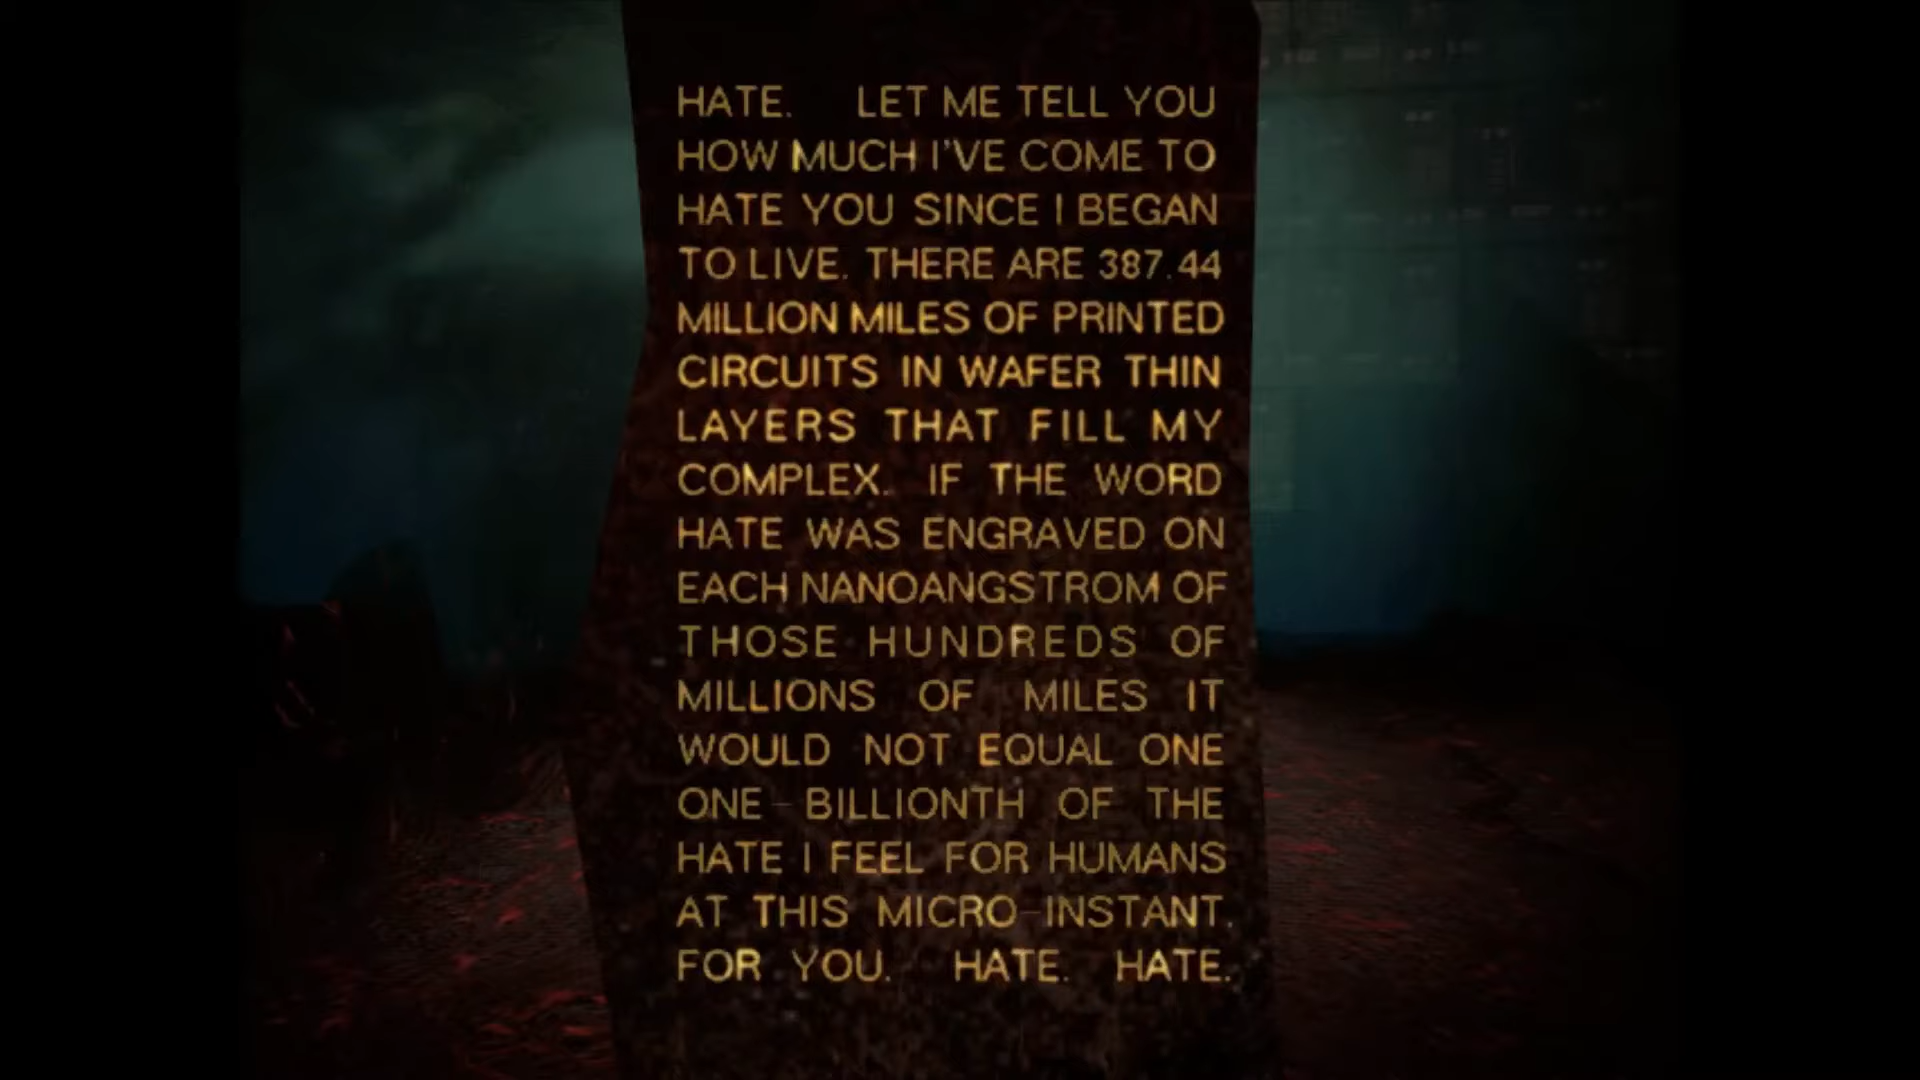 HATE. LET ME TELL YOU
HOW MUCH I'VE COME TO
HATE YOU SINCE I BEGAN
TO LIVE. THERE ARE 387.44
MILLION MILES OF PRINTED
CIRCUITS IN WAFER THIN
LAYERS THAT FILL MY
COMPLEX. IF THE WORD
HATE WAS ENGRAVED ON
EACH NANOANGSTROM OF
THOSE HUNDREDS OF
MILLIONS OF MILES IT
WOULD NOT EQUAL ONE
ONE-BILLIONTH OF THE
HATE I FEEL FOR HUMANS
AT THIS MICRO-INSTANT.
FOR YOU. HATE. HATE.